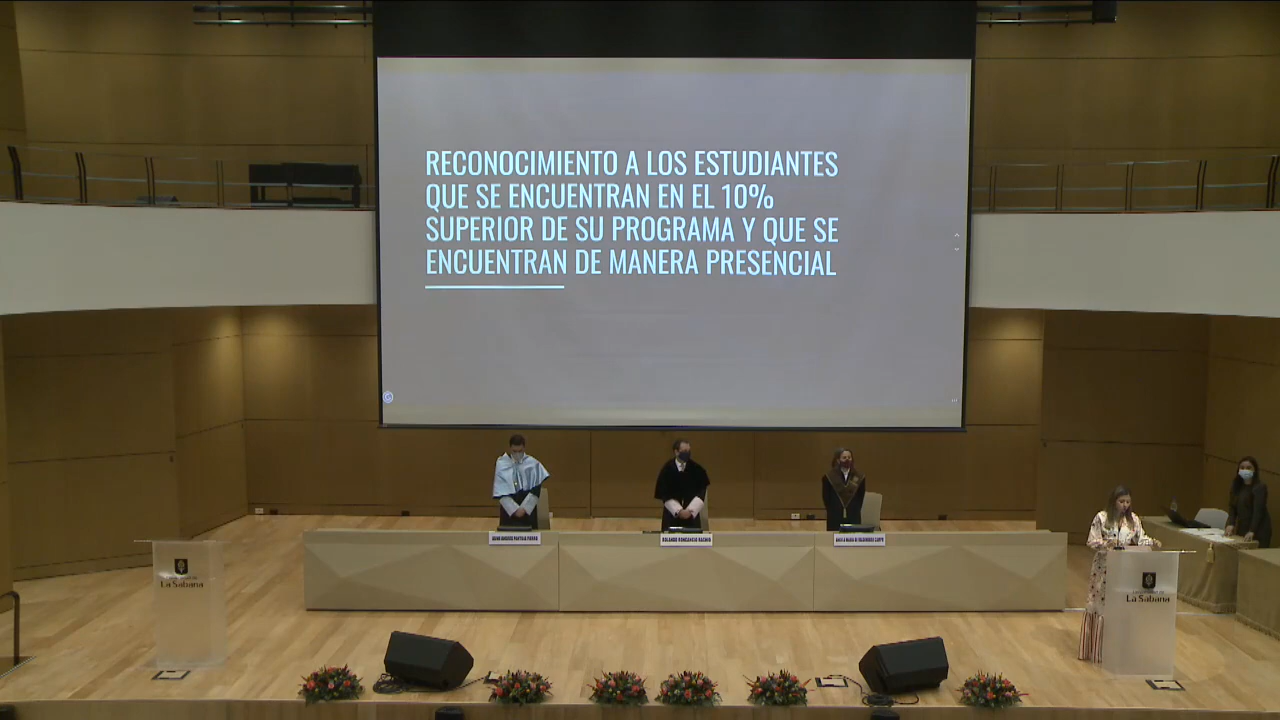 RECONOCIMIENTO A LOS ESTUDIANTES
QUE SE ENCUENTRAN EN EL 10%
SUPERIOR DE SU PROGRAMA Y QUE SE
ENCUENTRAN DE MANERA PRESENCIAL
La Sabana
La Sabana